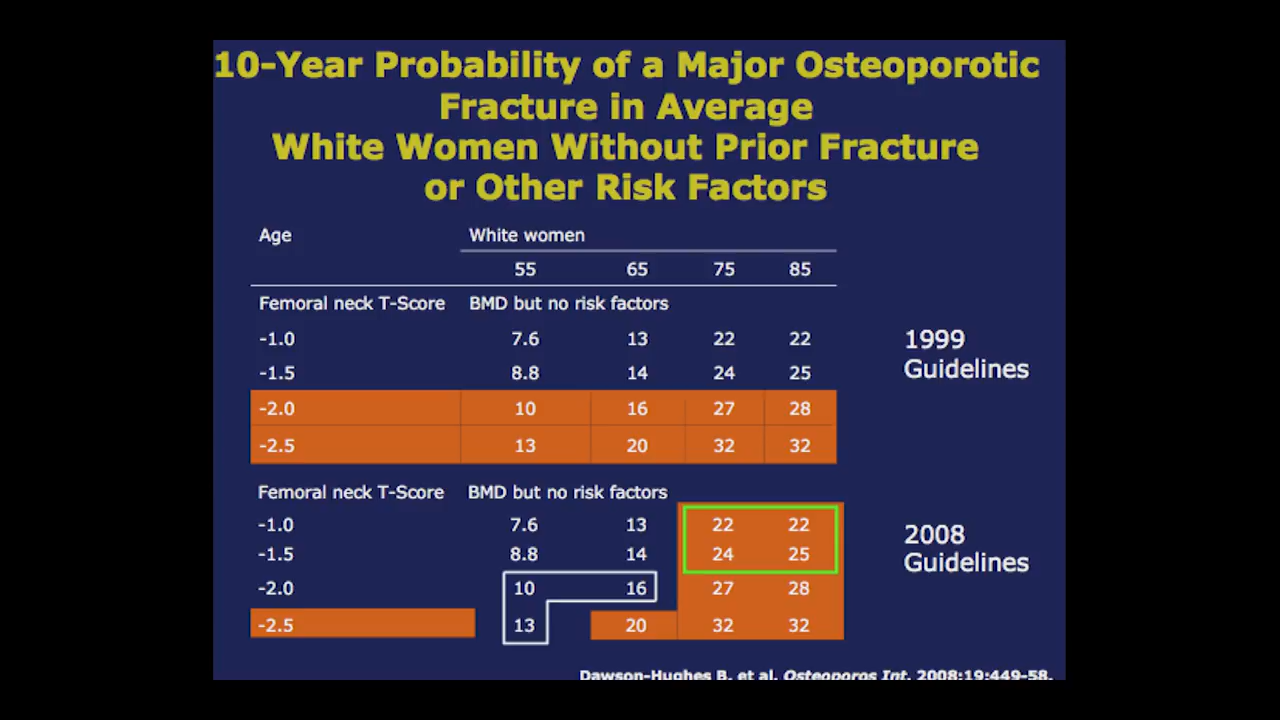 10-Year Probability of a Major Osteoporotic
Fracture in Average
White Women Without Prior Fracture
or Other Risk Factors
Age White women
55 65 75 85
Femoral neck T-Score BMD but no risk factors
-1.0 7.6 13 22 22
-1.5 8.8 14 24 25
-2.0 10 16 27 28
-2.5 13 20 32 32
1999
Guidelines
Femoral neck T-Score BMD but no risk factors
-1.0 7.6 13 22 22
-1.5 8.8 14 24 25
-2.0 10 16 27 28
-2.5 13 20 32 32
2008
Guidelines
Dawson-Hughes B, et al. Osteoporos Int. 2008:19:449-58.